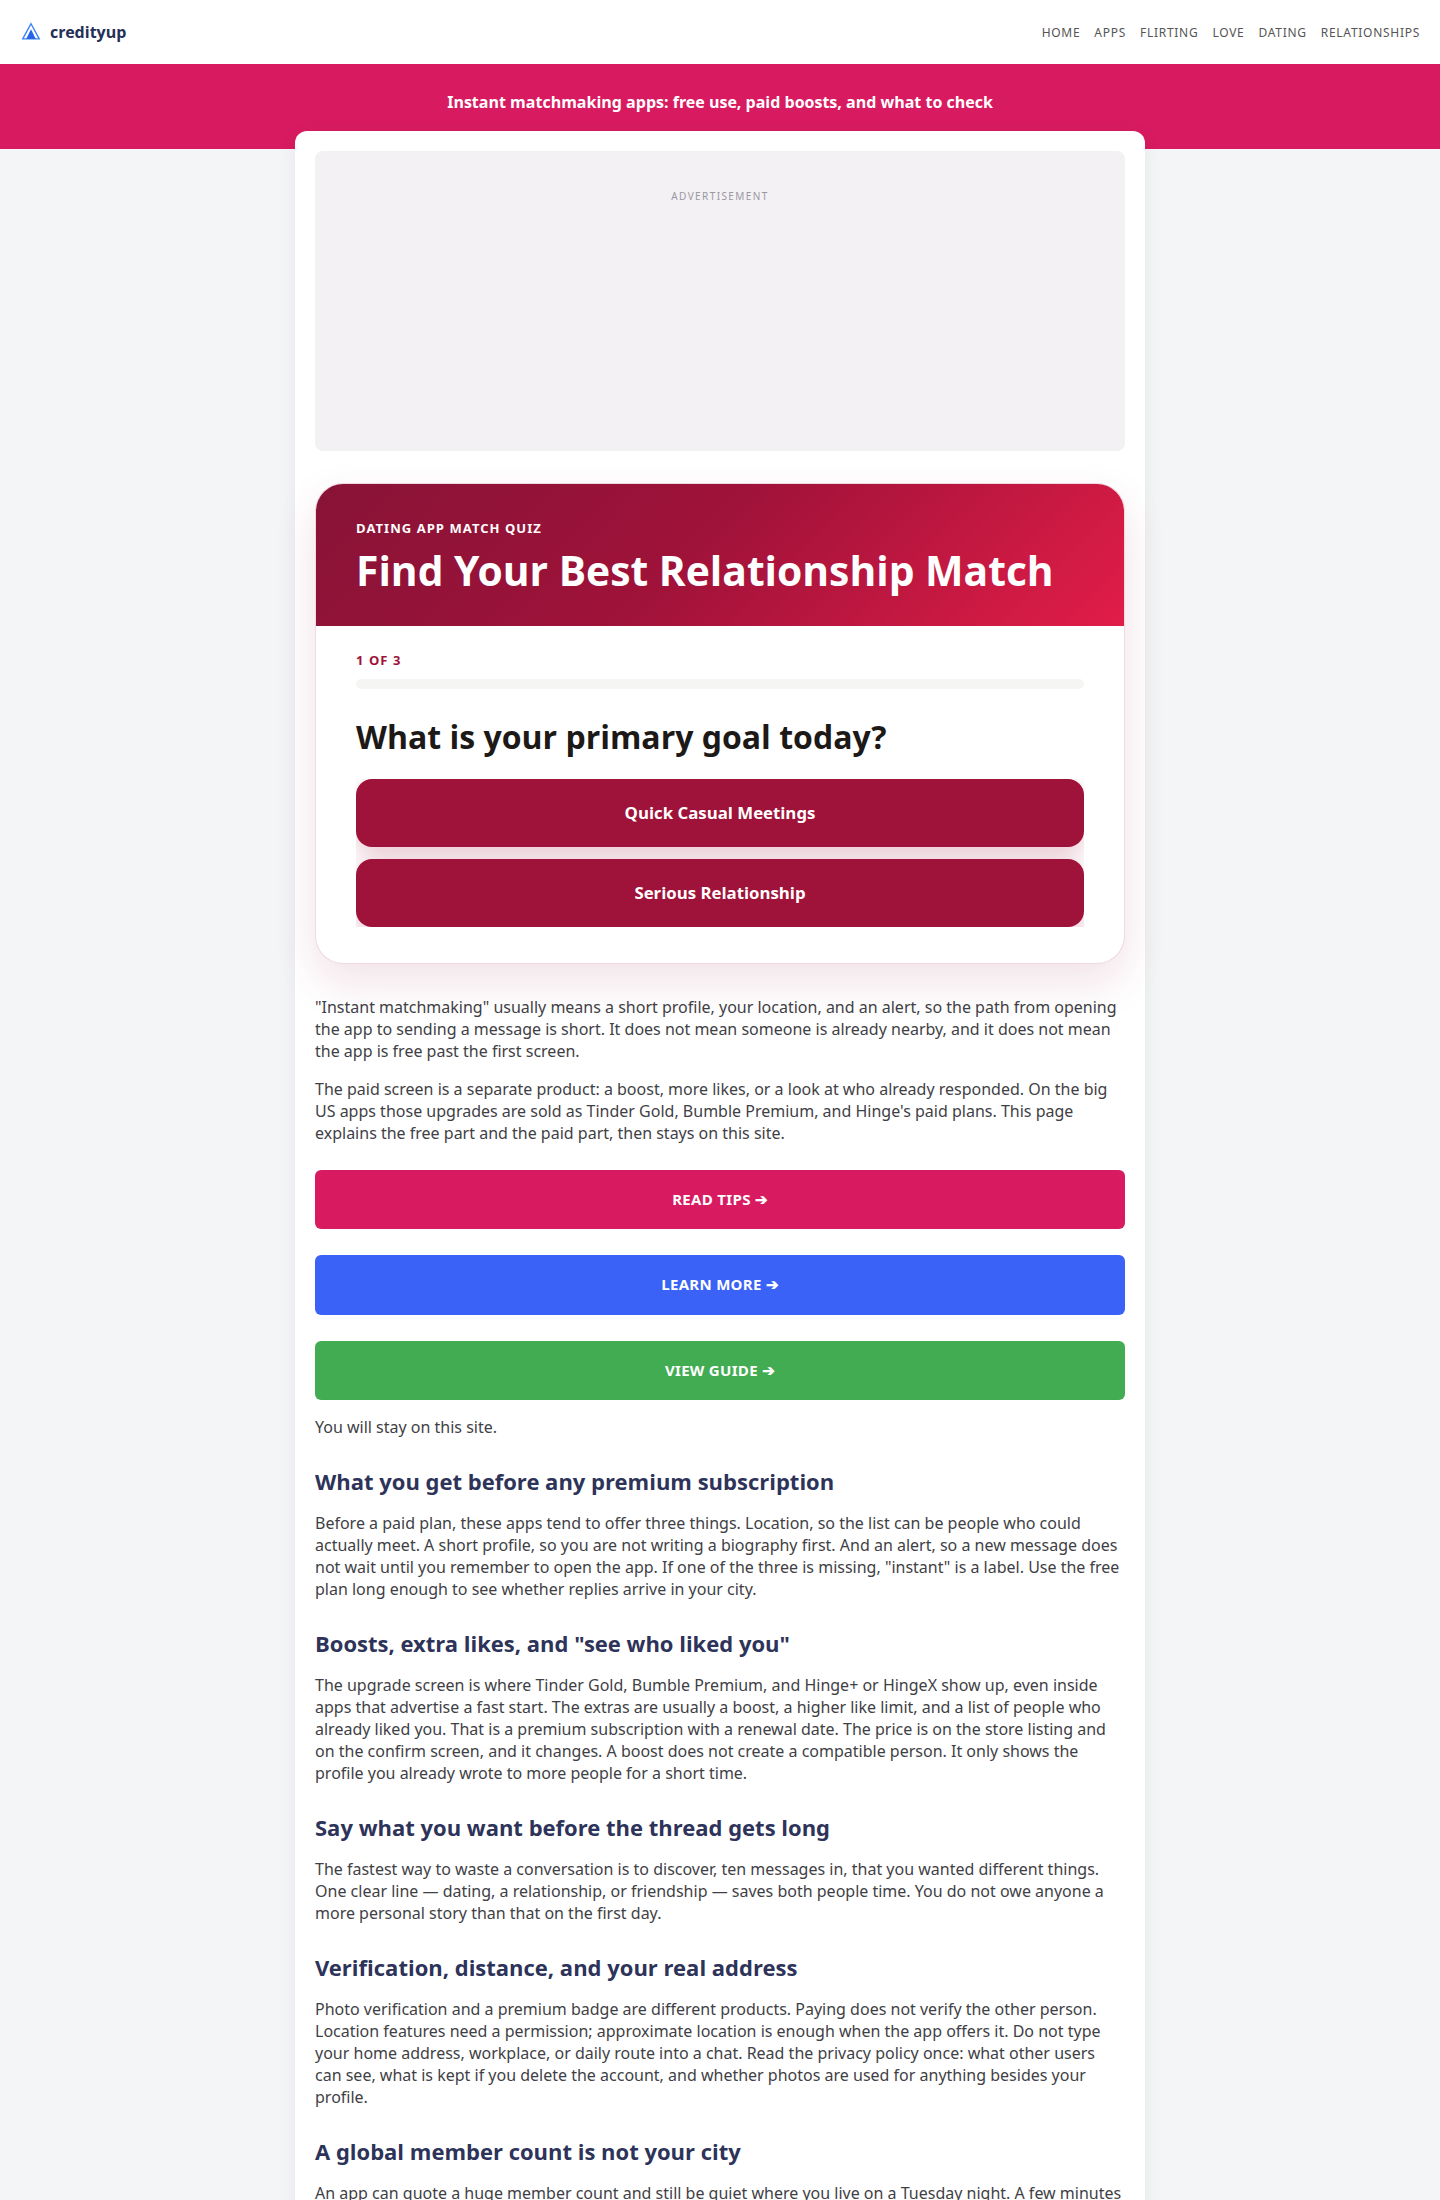 credityup
HOME APPS FLIRTING LOVE DATING RELATIONSHIPS
Instant matchmaking apps: free use, paid boosts, and what to check
ADVERTISEMENT
DATING APP MATCH QUIZ
Find Your Best Relationship Match
1 OF 3
What is your primary goal today?
Quick Casual Meetings
Serious Relationship
"Instant matchmaking" usually means a short profile, your location, and an alert, so the path from opening
the app to sending a message is short. It does not mean someone is already nearby, and it does not mean
the app is free past the first screen.
The paid screen is a separate product: a boost, more likes, or a look at who already responded. On the big
US apps those upgrades are sold as Tinder Gold, Bumble Premium, and Hinge's paid plans. This page
explains the free part and the paid part, then stays on this site.
READ TIPS ➔
LEARN MORE ➔
VIEW GUIDE ➔
You will stay on this site.
What you get before any premium subscription
Before a paid plan, these apps tend to offer three things. Location, so the list can be people who could
actually meet. A short profile, so you are not writing a biography first. And an alert, so a new message does
not wait until you remember to open the app. If one of the three is missing, "instant" is a label. Use the free
plan long enough to see whether replies arrive in your city.
Boosts, extra likes, and "see who liked you"
The upgrade screen is where Tinder Gold, Bumble Premium, and Hinge+ or HingeX show up, even inside
apps that advertise a fast start. The extras are usually a boost, a higher like limit, and a list of people who
already liked you. That is a premium subscription with a renewal date. The price is on the store listing and
on the confirm screen, and it changes. A boost does not create a compatible person. It only shows the
profile you already wrote to more people for a short time.
Say what you want before the thread gets long
The fastest way to waste a conversation is to discover, ten messages in, that you wanted different things.
One clear line — dating, a relationship, or friendship — saves both people time. You do not owe anyone a
more personal story than that on the first day.
Verification, distance, and your real address
Photo verification and a premium badge are different products. Paying does not verify the other person.
Location features need a permission; approximate location is enough when the app offers it. Do not type
your home address, workplace, or daily route into a chat. Read the privacy policy once: what other users
can see, what is kept if you delete the account, and whether photos are used for anything besides your
profile.
A global member count is not your city
An app can quote a huge member count and still be quiet where you live on a Tuesday night. A few minutes